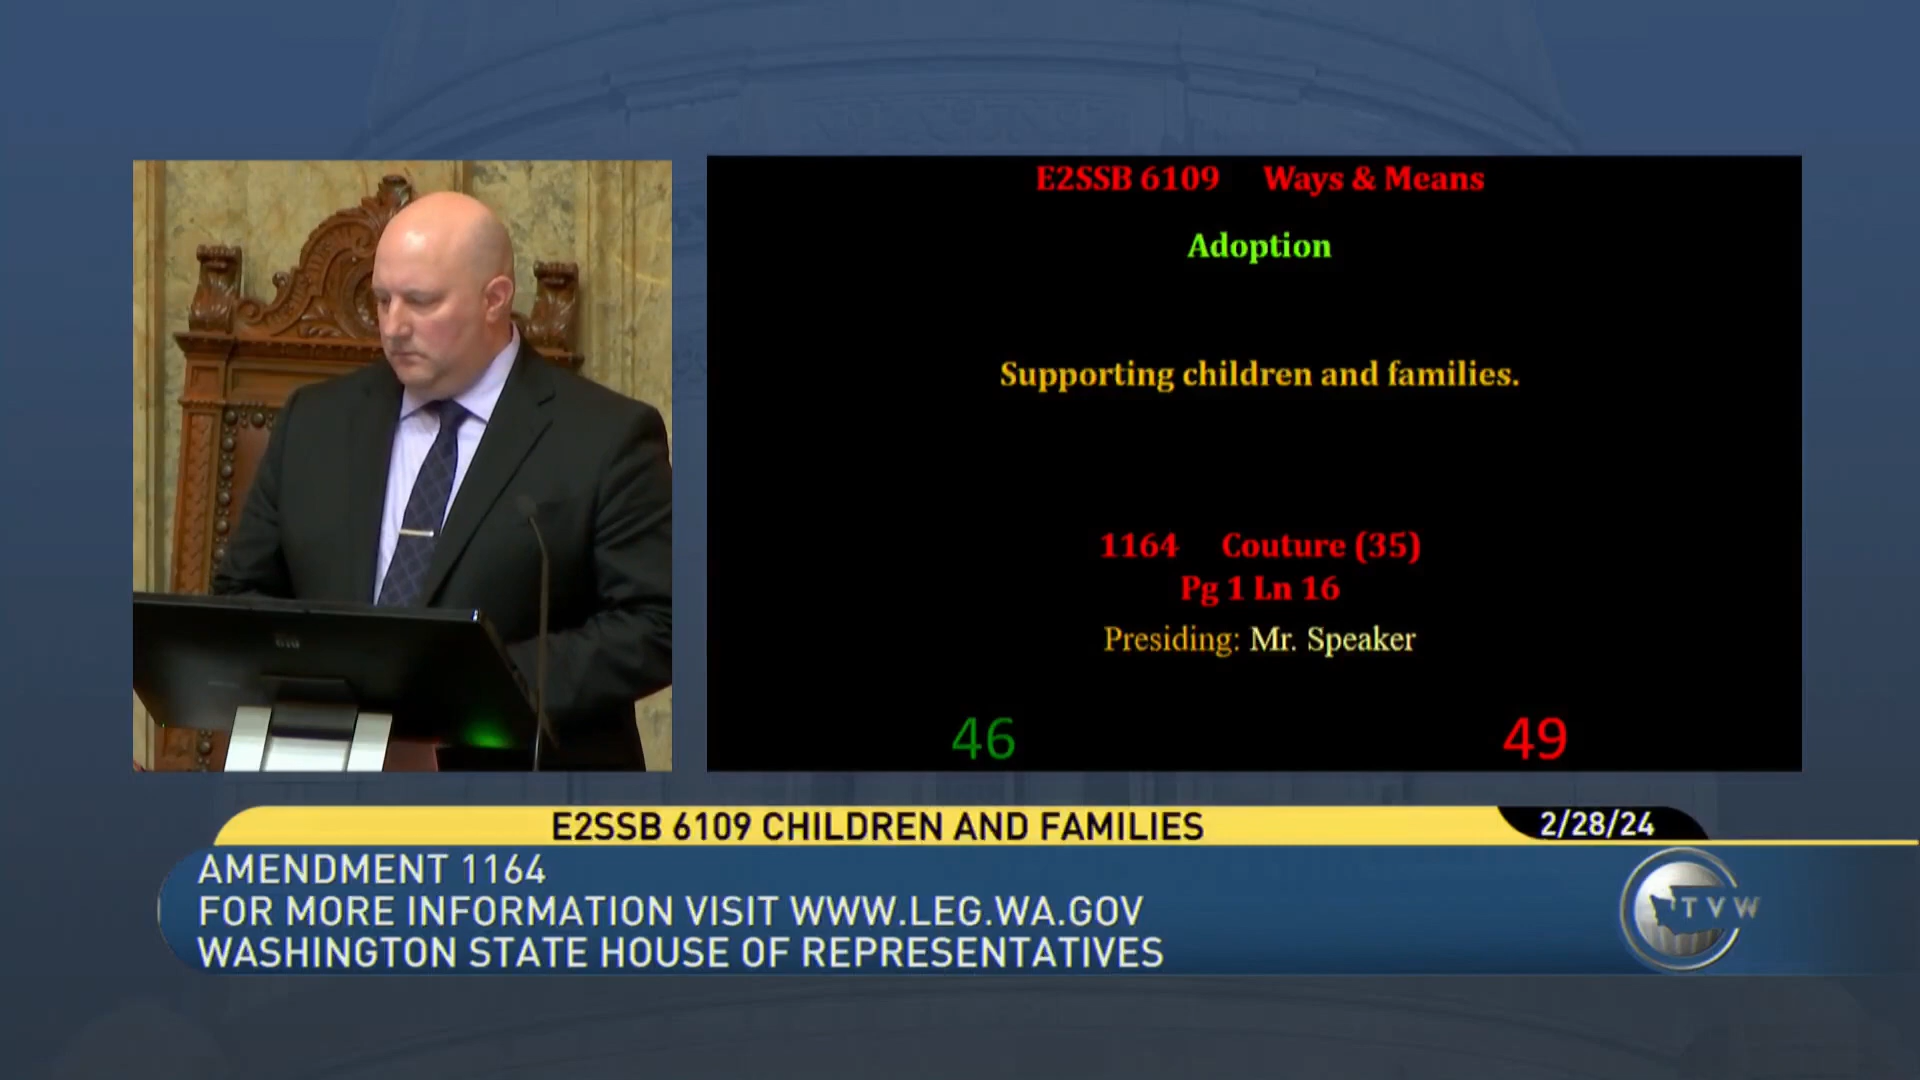 E2SSB 6109 Ways & Means
Adoption
Supporting children and families.
1164 Couture (35)
Pg 1 Ln 16
Presiding: Mr. Speaker
46 49
E2SSB 6109 CHILDREN AND FAMILIES 2/28/24
AMENDMENT 1164
FOR MORE INFORMATION VISIT WWW.LEG.WA.GOV
WASHINGTON STATE HOUSE OF REPRESENTATIVES
TVW